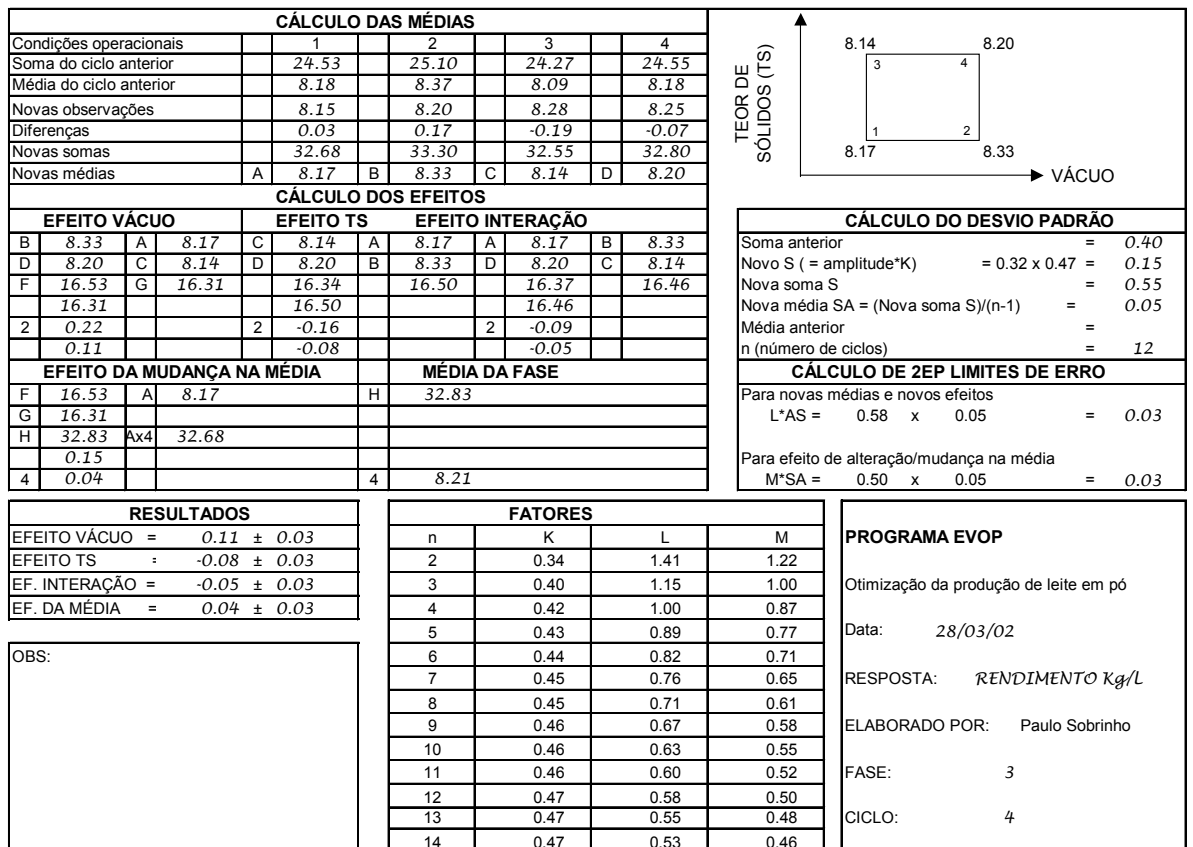 CÁLCULO DAS MÉDIAS
Condições operacionais 1 2 3 4
Soma do ciclo anterior 24.53 25.10 24.27 24.55
Média do ciclo anterior 8.18 8.37 8.09 8.18
Novas observações 8.15 8.20 8.28 8.25
Diferenças 0.03 0.17 -0.19 -0.07
Novas somas 32.68 33.30 32.55 32.80
Novas médias A 8.17 B 8.33 C 8.14 D 8.20
TEOR DE
SÓLIDOS (TS)
8.14 8.20
3 4
1 2
8.17 8.33
VÁCUO
CÁLCULO DOS EFEITOS
EFEITO VÁCUO EFEITO TS EFEITO INTERAÇÃO
B 8.33 A 8.17 C 8.14 A 8.17 A 8.17 B 8.33
D 8.20 C 8.14 D 8.20 B 8.33 D 8.20 C 8.14
F 16.53 G 16.31 16.34 16.50 16.37 16.46
16.31 16.50 16.46
2 0.22 2 -0.16 2 -0.09
0.11 -0.08 -0.05
EFEITO DA MUDANÇA NA MÉDIA MÉDIA DA FASE
F 16.53 A 8.17 H 32.83
G 16.31
H 32.83 Ax4 32.68
0.15
4 0.04 4 8.21
CÁLCULO DO DESVIO PADRÃO
Soma anterior = 0.40
Novo S ( = amplitude*K) = 0.32 x 0.47 = 0.15
Nova soma S = 0.55
Nova média SA = (Nova soma S)/(n-1) = 0.05
Média anterior =
n (número de ciclos) = 12
CÁLCULO DE 2EP LIMITES DE ERRO
Para novas médias e novos efeitos
L*AS = 0.58 x 0.05 = 0.03
Para efeito de alteração/mudança na média
M*SA = 0.50 x 0.05 = 0.03
RESULTADOS
EFEITO VÁCUO = 0.11 ± 0.03
EFEITO TS = -0.08 ± 0.03
EF. INTERAÇÃO = -0.05 ± 0.03
EF. DA MÉDIA = 0.04 ± 0.03
OBS:
FATORES
n K L M
2 0.34 1.41 1.22
3 0.40 1.15 1.00
4 0.42 1.00 0.87
5 0.43 0.89 0.77
6 0.44 0.82 0.71
7 0.45 0.76 0.65
8 0.45 0.71 0.61
9 0.46 0.67 0.58
10 0.46 0.63 0.55
11 0.46 0.60 0.52
12 0.47 0.58 0.50
13 0.47 0.55 0.48
14 0.47 0.53 0.46
PROGRAMA EVOP
Otimização da produção de leite em pó
Data: 28/03/02
RESPOSTA: RENDIMENTO Kg/L
ELABORADO POR: Paulo Sobrinho
FASE: 3
CICLO: 4